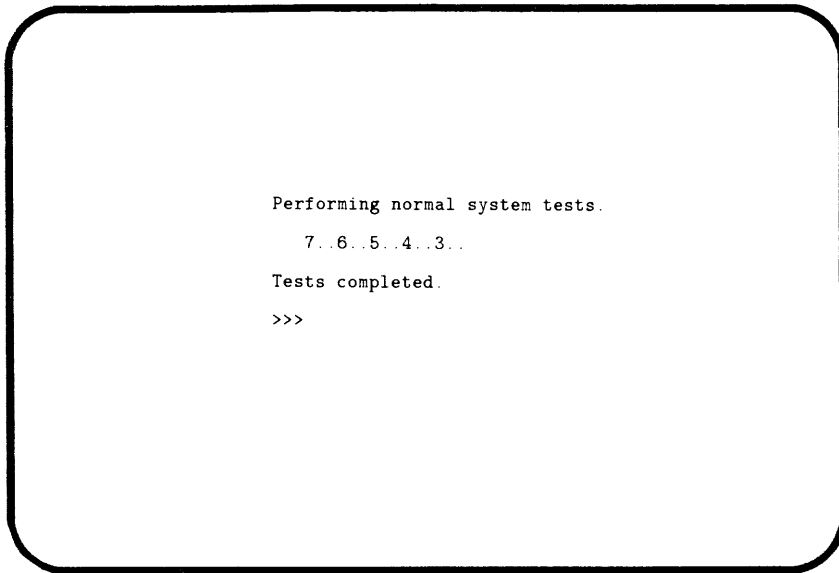 Performing normal system tests.
7..6..5..4..3..
Tests completed.
>>>